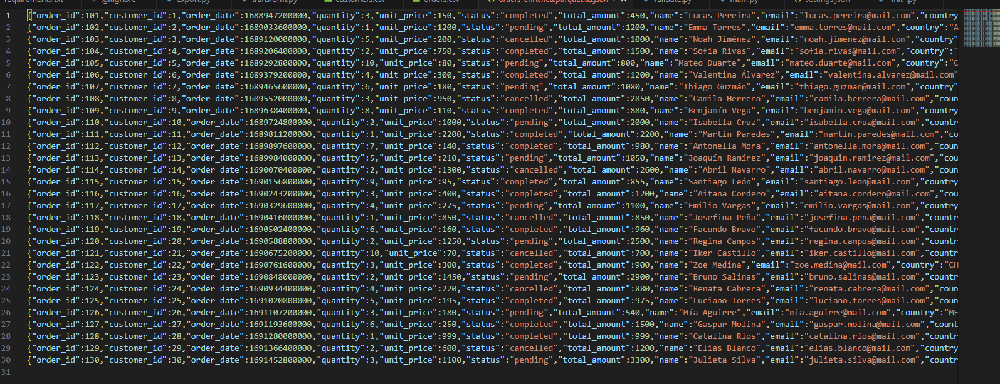 requirements.txt .gitignore export.py transform.py customers.csv orders.csv orders_enriched.parquet.as.json validate.py main.py settings.json _init_.py
1 {"order_id":101,"customer_id":1,"order_date":1688947200000,"quantity":3,"unit_price":150,"status":"completed","total_amount":450,"name":"Lucas Pereira","email":"lucas.pereira@mail.com","country
2 {"order_id":102,"customer_id":2,"order_date":1689033600000,"quantity":1,"unit_price":1200,"status":"pending","total_amount":1200,"name":"Emma Torres","email":"emma.torres@mail.com","country":"A
3 {"order_id":103,"customer_id":3,"order_date":1689120000000,"quantity":5,"unit_price":200,"status":"cancelled","total_amount":1000,"name":"Noah Jiménez","email":"noah.jimenez@mail.com","country"
4 {"order_id":104,"customer_id":4,"order_date":1689206400000,"quantity":2,"unit_price":750,"status":"completed","total_amount":1500,"name":"Sofía Rivas","email":"sofia.rivas@mail.com","country":"
5 {"order_id":105,"customer_id":5,"order_date":1689292800000,"quantity":10,"unit_price":80,"status":"pending","total_amount":800,"name":"Mateo Duarte","email":"mateo.duarte@mail.com","country":"C
6 {"order_id":106,"customer_id":6,"order_date":1689379200000,"quantity":4,"unit_price":300,"status":"completed","total_amount":1200,"name":"Valentina Álvarez","email":"valentina.alvarez@mail.com"
7 {"order_id":107,"customer_id":7,"order_date":1689465600000,"quantity":6,"unit_price":180,"status":"pending","total_amount":1080,"name":"Thiago Guzmán","email":"thiago.guzman@mail.com","country"
8 {"order_id":108,"customer_id":8,"order_date":1689552000000,"quantity":3,"unit_price":950,"status":"cancelled","total_amount":2850,"name":"Camila Herrera","email":"camila.herrera@mail.com","coun
9 {"order_id":109,"customer_id":9,"order_date":1689638400000,"quantity":8,"unit_price":110,"status":"completed","total_amount":880,"name":"Benjamín Vega","email":"benjamin.vega@mail.com","country
10 {"order_id":110,"customer_id":10,"order_date":1689724800000,"quantity":2,"unit_price":1000,"status":"pending","total_amount":2000,"name":"Isabella Cruz","email":"isabella.cruz@mail.com","countr
11 {"order_id":111,"customer_id":11,"order_date":1689811200000,"quantity":1,"unit_price":2200,"status":"completed","total_amount":2200,"name":"Martín Paredes","email":"martin.paredes@mail.com","co
12 {"order_id":112,"customer_id":12,"order_date":1689897600000,"quantity":7,"unit_price":140,"status":"completed","total_amount":980,"name":"Antonella Mora","email":"antonella.mora@mail.com","coun
13 {"order_id":113,"customer_id":13,"order_date":1689984000000,"quantity":5,"unit_price":210,"status":"pending","total_amount":1050,"name":"Joaquín Ramírez","email":"joaquin.ramirez@mail.com","cou
14 {"order_id":114,"customer_id":14,"order_date":1690070400000,"quantity":2,"unit_price":1300,"status":"cancelled","total_amount":2600,"name":"Abril Navarro","email":"abril.navarro@mail.com","coun
15 {"order_id":115,"customer_id":15,"order_date":1690156800000,"quantity":9,"unit_price":95,"status":"completed","total_amount":855,"name":"Santiago León","email":"santiago.leon@mail.com","country
16 {"order_id":116,"customer_id":16,"order_date":1690243200000,"quantity":3,"unit_price":400,"status":"completed","total_amount":1200,"name":"Aitana Cordero","email":"aitana.cordero@mail.com","cou
17 {"order_id":117,"customer_id":17,"order_date":1690329600000,"quantity":4,"unit_price":275,"status":"pending","total_amount":1100,"name":"Emilio Vargas","email":"emilio.vargas@mail.com","country
18 {"order_id":118,"customer_id":18,"order_date":1690416000000,"quantity":1,"unit_price":850,"status":"cancelled","total_amount":850,"name":"Josefina Peña","email":"josefina.pena@mail.com","countr
19 {"order_id":119,"customer_id":19,"order_date":1690502400000,"quantity":6,"unit_price":160,"status":"completed","total_amount":960,"name":"Facundo Bravo","email":"facundo.bravo@mail.com","countr
20 {"order_id":120,"customer_id":20,"order_date":1690588800000,"quantity":2,"unit_price":1250,"status":"pending","total_amount":2500,"name":"Regina Campos","email":"regina.campos@mail.com","countr
21 {"order_id":121,"customer_id":21,"order_date":1690675200000,"quantity":10,"unit_price":70,"status":"cancelled","total_amount":700,"name":"Iker Castillo","email":"iker.castillo@mail.com","countr
22 {"order_id":122,"customer_id":22,"order_date":1690761600000,"quantity":3,"unit_price":300,"status":"completed","total_amount":900,"name":"Zoe Medina","email":"zoe.medina@mail.com","country":"CH
23 {"order_id":123,"customer_id":23,"order_date":1690848000000,"quantity":2,"unit_price":1450,"status":"pending","total_amount":2900,"name":"Bruno Salinas","email":"bruno.salinas@mail.com","countr
24 {"order_id":124,"customer_id":24,"order_date":1690934400000,"quantity":4,"unit_price":220,"status":"cancelled","total_amount":880,"name":"Renata Cabrera","email":"renata.cabrera@mail.com","coun
25 {"order_id":125,"customer_id":25,"order_date":1691020800000,"quantity":5,"unit_price":195,"status":"completed","total_amount":975,"name":"Luciano Torres","email":"luciano.torres@mail.com","coun
26 {"order_id":126,"customer_id":26,"order_date":1691107200000,"quantity":3,"unit_price":180,"status":"pending","total_amount":540,"name":"Mía Aguirre","email":"mia.aguirre@mail.com","country":"ME
27 {"order_id":127,"customer_id":27,"order_date":1691193600000,"quantity":6,"unit_price":250,"status":"completed","total_amount":1500,"name":"Gaspar Molina","email":"gaspar.molina@mail.com","count
28 {"order_id":128,"customer_id":28,"order_date":1691280000000,"quantity":1,"unit_price":999,"status":"completed","total_amount":999,"name":"Catalina Ríos","email":"catalina.rios@mail.com","countr
29 {"order_id":129,"customer_id":29,"order_date":1691366400000,"quantity":2,"unit_price":600,"status":"cancelled","total_amount":1200,"name":"Elías Blanco","email":"elias.blanco@mail.com","country
30 {"order_id":130,"customer_id":30,"order_date":1691452800000,"quantity":3,"unit_price":1100,"status":"pending","total_amount":3300,"name":"Julieta Silva","email":"julieta.silva@mail.com","countr
31